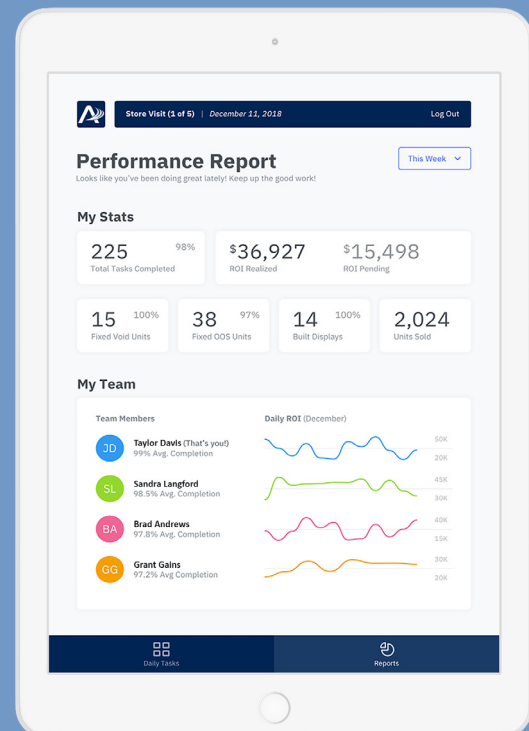 Store Visit (1 of 5) | December 11, 2018
Log Out
Performance Report
This Week
Looks like you've been doing great lately! Keep up the good work!
My Stats
225 98%
Total Tasks Completed
$36,927 $15,498
ROI Realized ROI Pending
15 100%
Fixed Void Units
38 97%
Fixed OOS Units
14 100%
Built Displays
2,024
Units Sold
My Team
Team Members
Daily ROI (December)
JD
Taylor Davis (That's you!)
99% Avg. Completion
50K
20K
SL
Sandra Langford
98.5% Avg. Completion
45K
30K
BA
Brad Andrews
97.8% Avg. Completion
40K
15K
GG
Grant Gains
97.2% Avg Completion
30K
20K
Daily Tasks
Reports